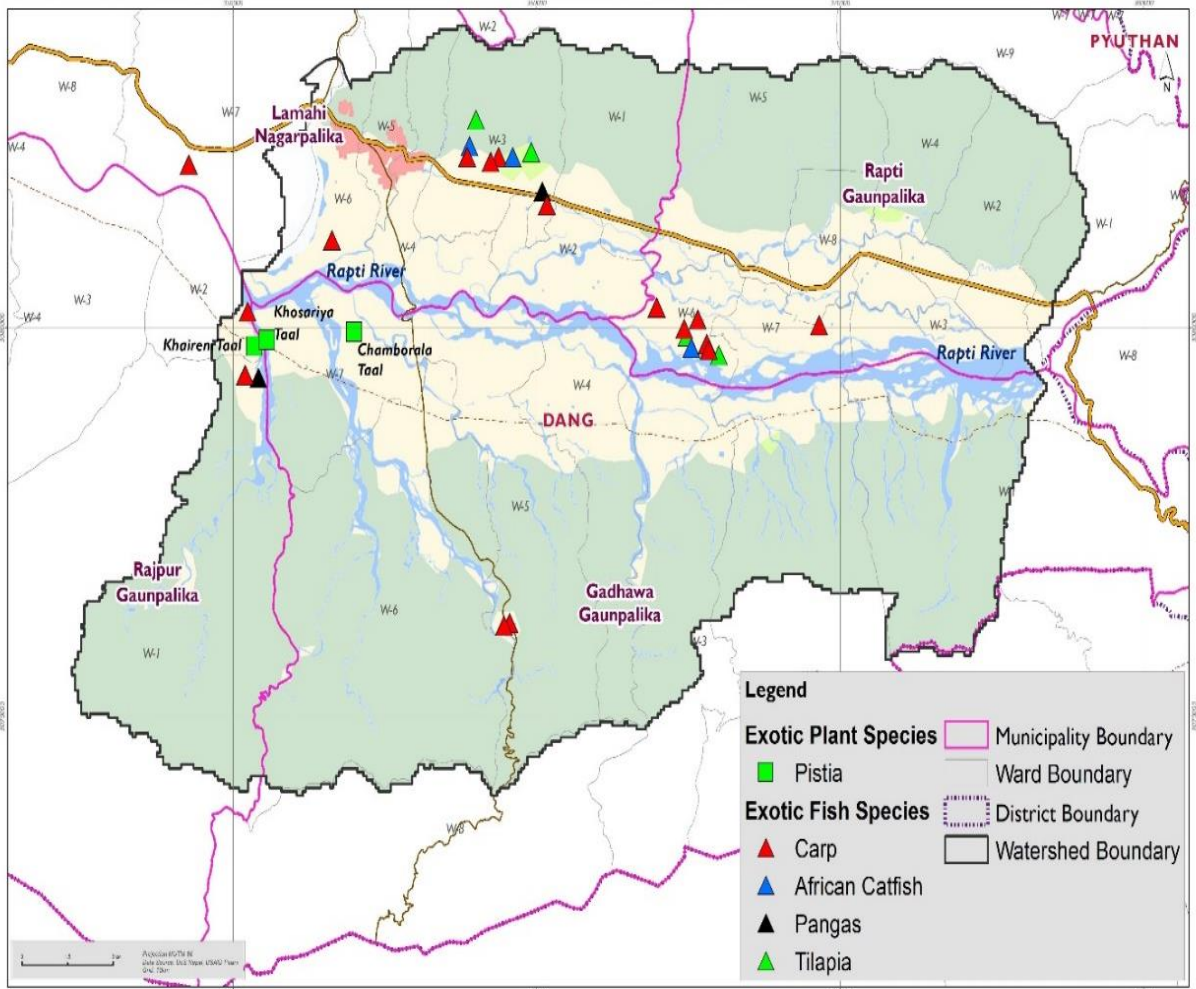 W-2
W-9
PYUTHAN
N
W-8
W-7
W-5
W-1
Lamahi
Nagarpalika
W-5
W-3
W-4
W-4
Rapti
Gaunpalika
W-6
W-2
W-1
W-4
W-2
W-8
Rapti River
W-3
W-2
W-4
Khosariya
Taal
Khaireni Taal
Chamborala
Taal
W-6
W-7
W-3
Rapti River
W-8
W-7
W-4
DANG
W-5
Rajpur
Gaunpalika
W-6
Gadhawa
Gaunpalika
W-1
W-3
W-8
Legend
Exotic Plant Species
Pistia
Exotic Fish Species
Carp
African Catfish
Pangas
Tilapia
Municipality Boundary
Ward Boundary
District Boundary
Watershed Boundary